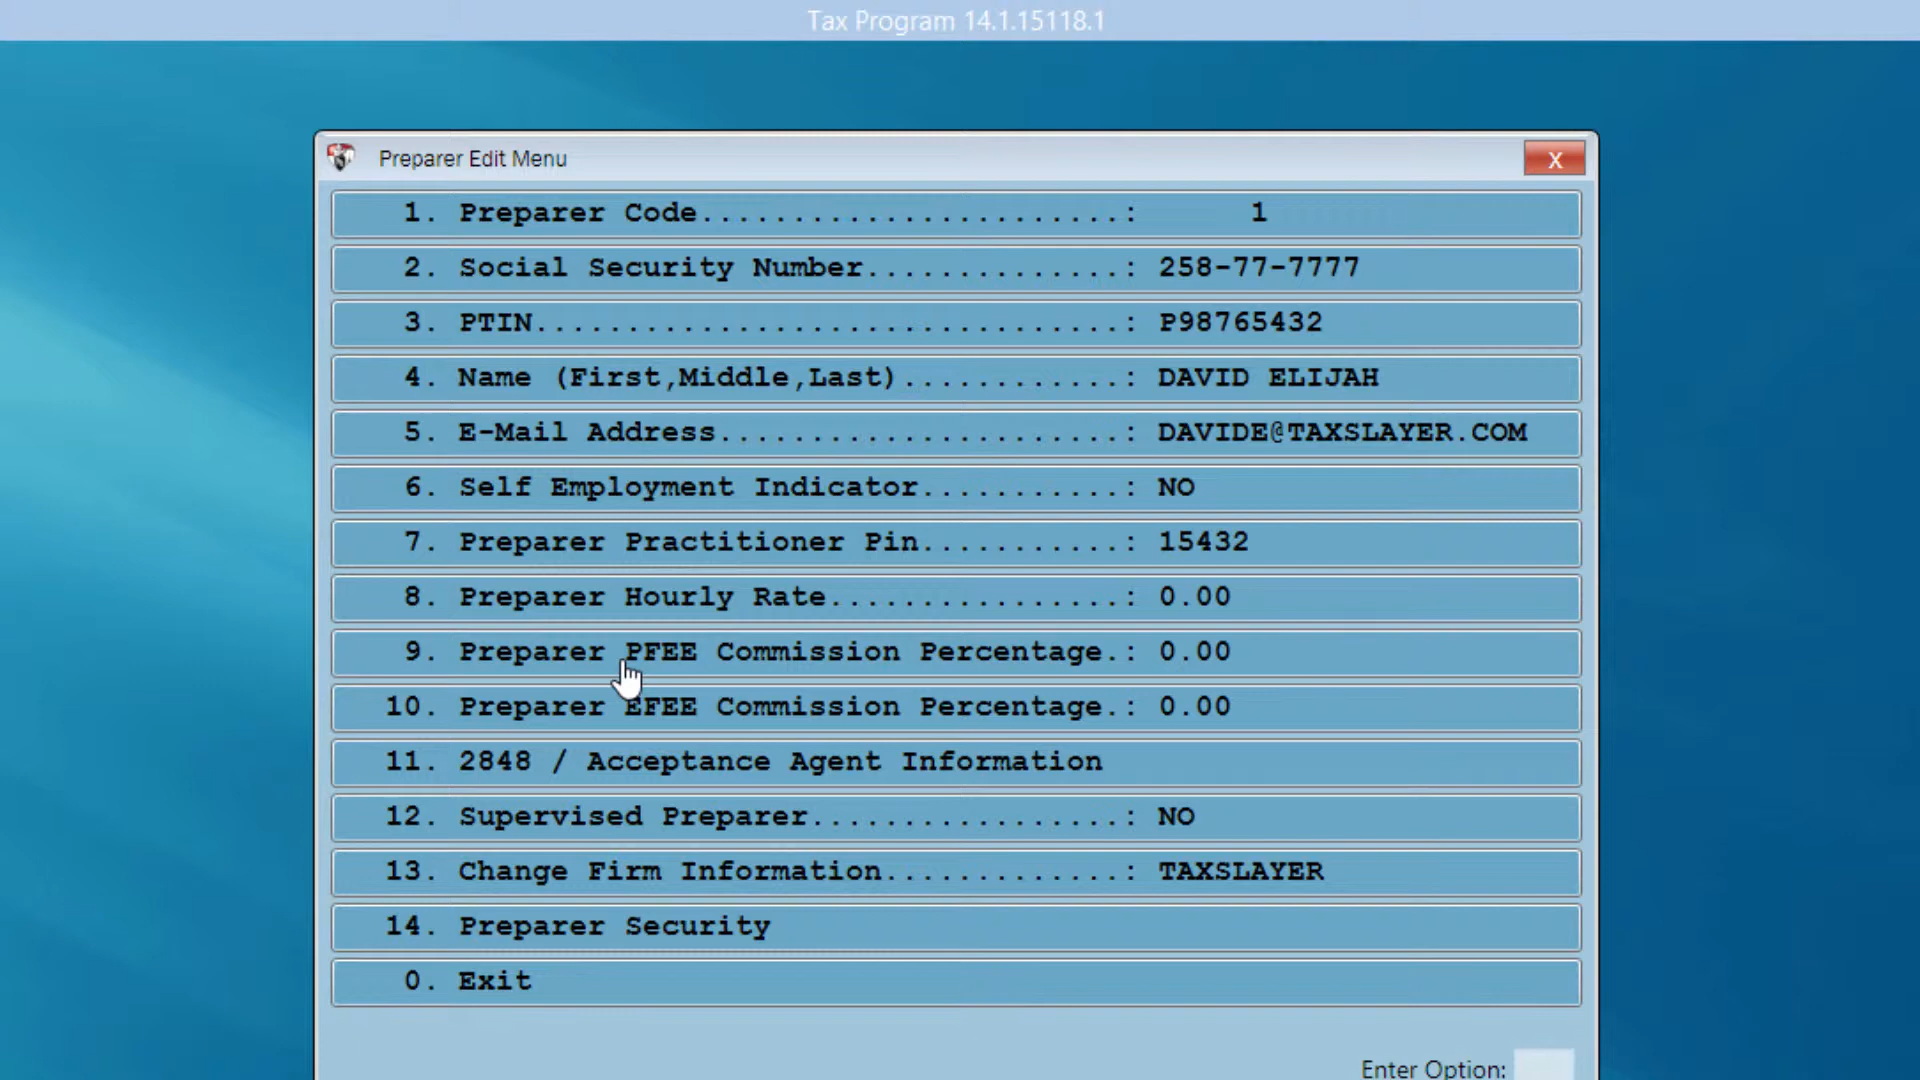 Tax Program 14.1.15118.1
Preparer Edit Menu
X
1. Preparer Code.......................: 1
2. Social Security Number..............: 258-77-7777
3. PTIN................................: P98765432
4. Name (First,Middle,Last)............: DAVID ELIJAH
5. E-Mail Address......................: DAVIDE@TAXSLAYER.COM
6. Self Employment Indicator...........: NO
7. Preparer Practitioner Pin...........: 15432
8. Preparer Hourly Rate................: 0.00
9. Preparer PFEE Commission Percentage.: 0.00
10. Preparer EFEE Commission Percentage.: 0.00
11. 2848 / Acceptance Agent Information
12. Supervised Preparer.................: NO
13. Change Firm Information.............: TAXSLAYER
14. Preparer Security
0. Exit
Enter Option: